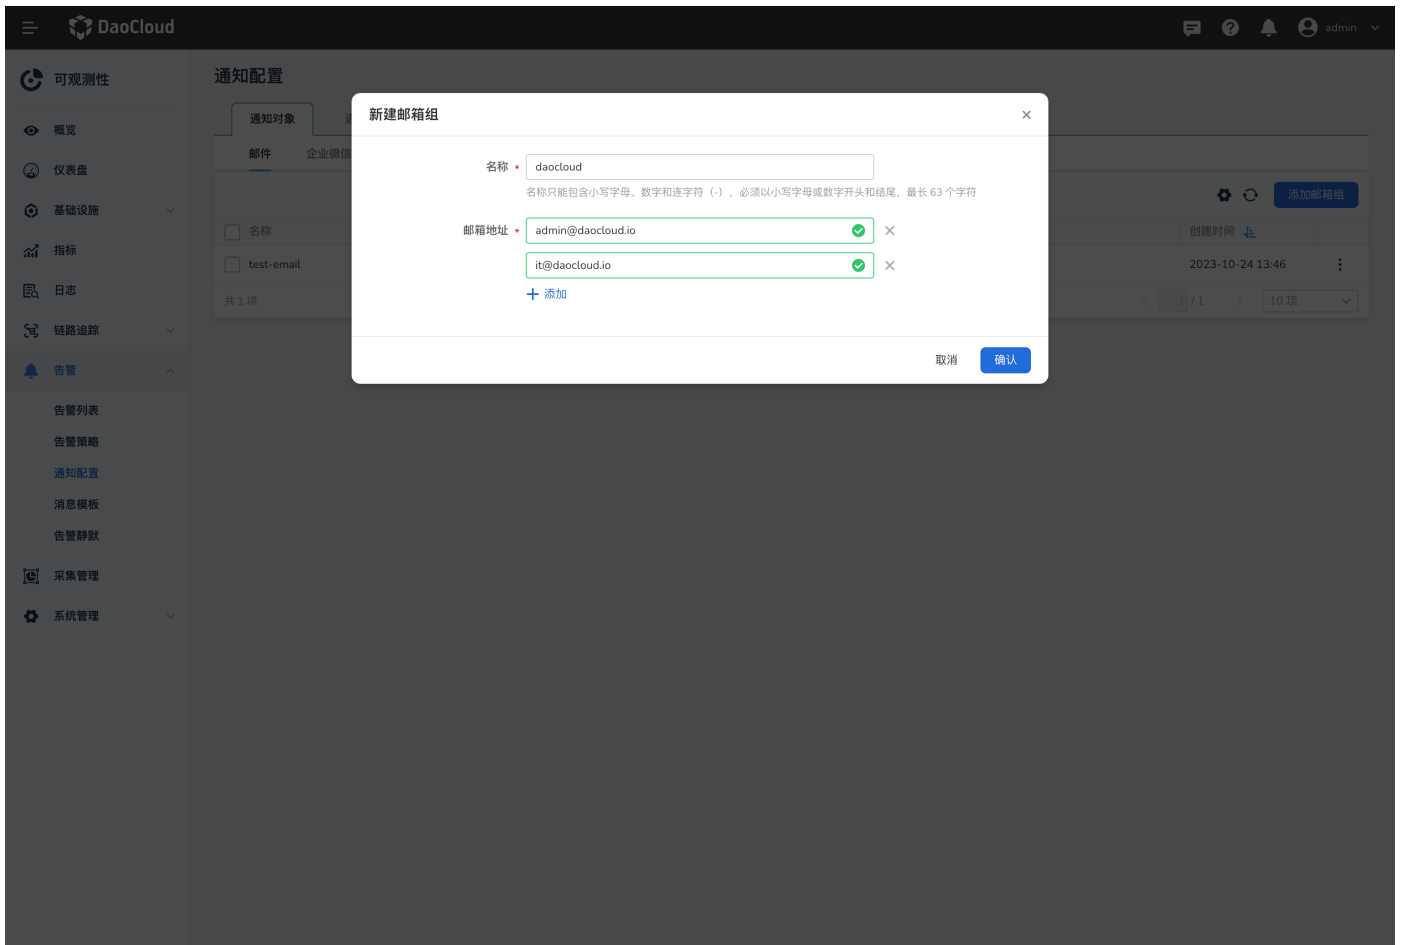 DaoCloud
admin
可观测性
概览
仪表盘
基础设施
指标
日志
链路追踪
告警
告警列表
告警策略
通知配置
消息模板
告警静默
采集管理
系统管理
通知配置
通知对象
邮件
企业微信
添加邮箱组
名称
创建时间
test-email
2023-10-24 13:46
共 1 项
1 / 1
10 项
新建邮箱组
名称
daocloud
名称只能包含小写字母、数字和连字符（-），必须以小写字母或数字开头和结尾，最长 63 个字符
邮箱地址
admin@daocloud.io
it@daocloud.io
添加
取消
确认